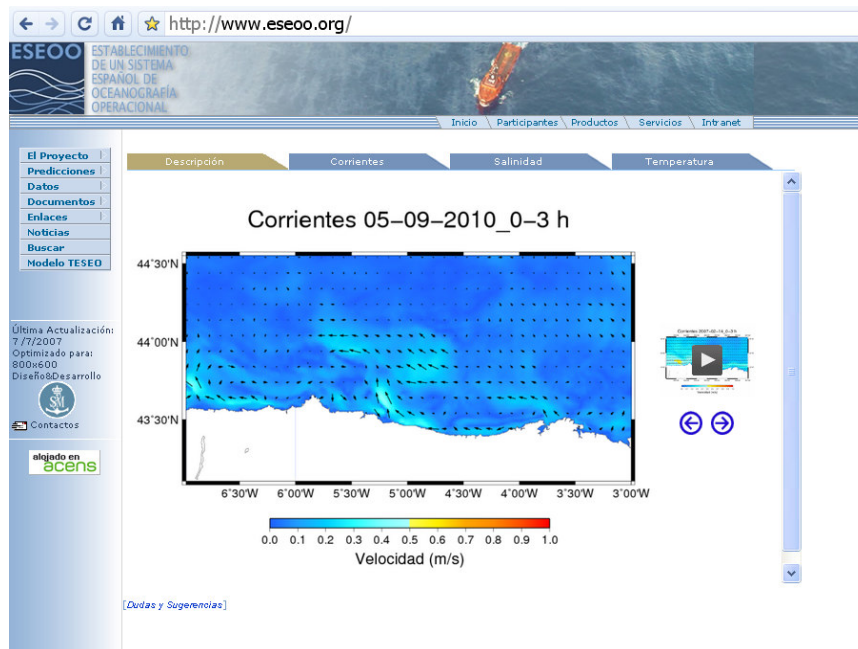 http://www.eseoo.org/
ESEOO
ESTABLECIMIENTO
DE UN SISTEMA
ESPAÑOL DE
OCEANOGRAFÍA
OPERACIONAL
Inicio Participantes Productos Servicios Intranet
El Proyecto
Predicciones
Datos
Documentos
Enlaces
Noticias
Buscar
Modelo TESEO
Descripción Corrientes Salinidad Temperatura
Corrientes 05-09-2010_0-3 h
44°30'N
44°00'N
43°30'N
6°30'W 6°00'W 5°30'W 5°00'W 4°30'W 4°00'W 3°30'W 3°00'W
0.0 0.1 0.2 0.3 0.4 0.5 0.6 0.7 0.8 0.9 1.0
Velocidad (m/s)
Última Actualización:
7 /7/2007
Optimizado para:
800x600
Diseño&Desarrollo
SM
Contactos
alojado en
acens
[Dudas y Sugerencias]